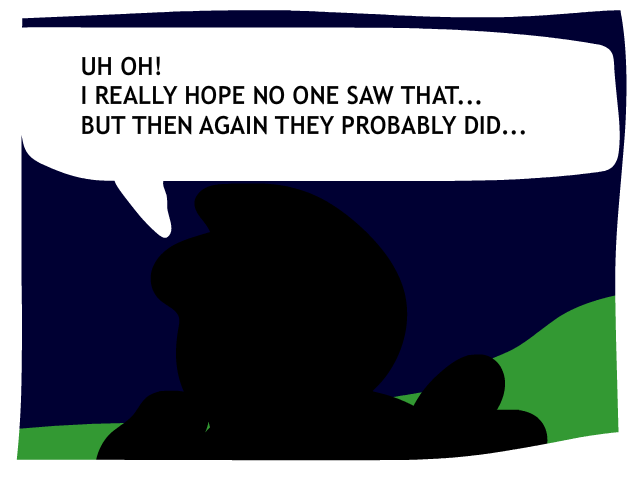 UH OH!
I REALLY HOPE NO ONE SAW THAT...
BUT THEN AGAIN THEY PROBABLY DID...